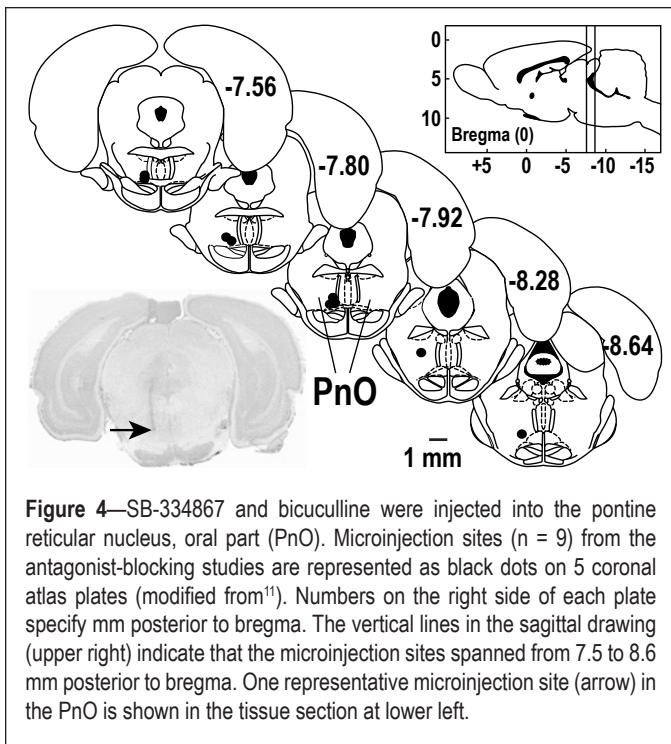 -7.56
-7.80
-7.92
-8.28
-8.64
0
5
10
Bregma (0)
+5 0 -5 -10 -15
PnO
1 mm
Figure 4—SB-334867 and bicuculline were injected into the pontine
reticular nucleus, oral part (PnO). Microinjection sites (n = 9) from the
antagonist-blocking studies are represented as black dots on 5 coronal
atlas plates (modified from¹¹). Numbers on the right side of each plate
specify mm posterior to bregma. The vertical lines in the sagittal drawing
(upper right) indicate that the microinjection sites spanned from 7.5 to 8.6
mm posterior to bregma. One representative microinjection site (arrow) in
the PnO is shown in the tissue section at lower left.